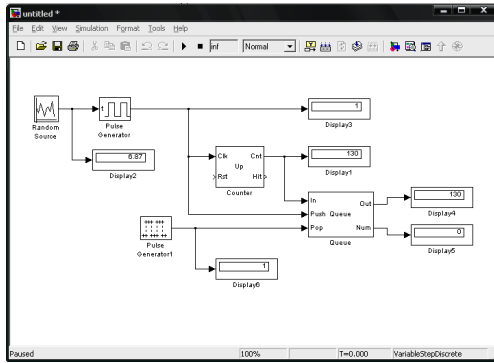 untitled *
File Edit View Simulation Format Tools Help
inf Normal
1
Display3
Random
Source
t
Pulse
Generator
6.87
Display2
Clk Cnt
Up
Rst Hit
Counter
130
Display1
In Out
Push Queue
Pop Num
Queue
130
Display4
0
Display5
Pulse
Generator1
1
Display6
Paused 100% T=0.000 VariableStepDiscrete